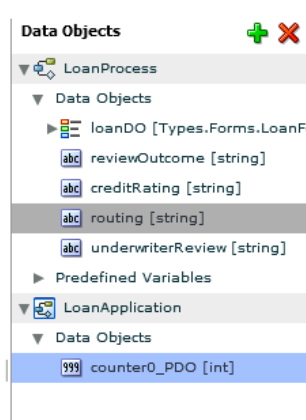 Data Objects
LoanProcess
Data Objects
loanDO [Types.Forms.LoanF
abc reviewOutcome [string]
abc creditRating [string]
abc routing [string]
abc underwriterReview [string]
Predefined Variables
LoanApplication
Data Objects
999 counter0_PDO [int]